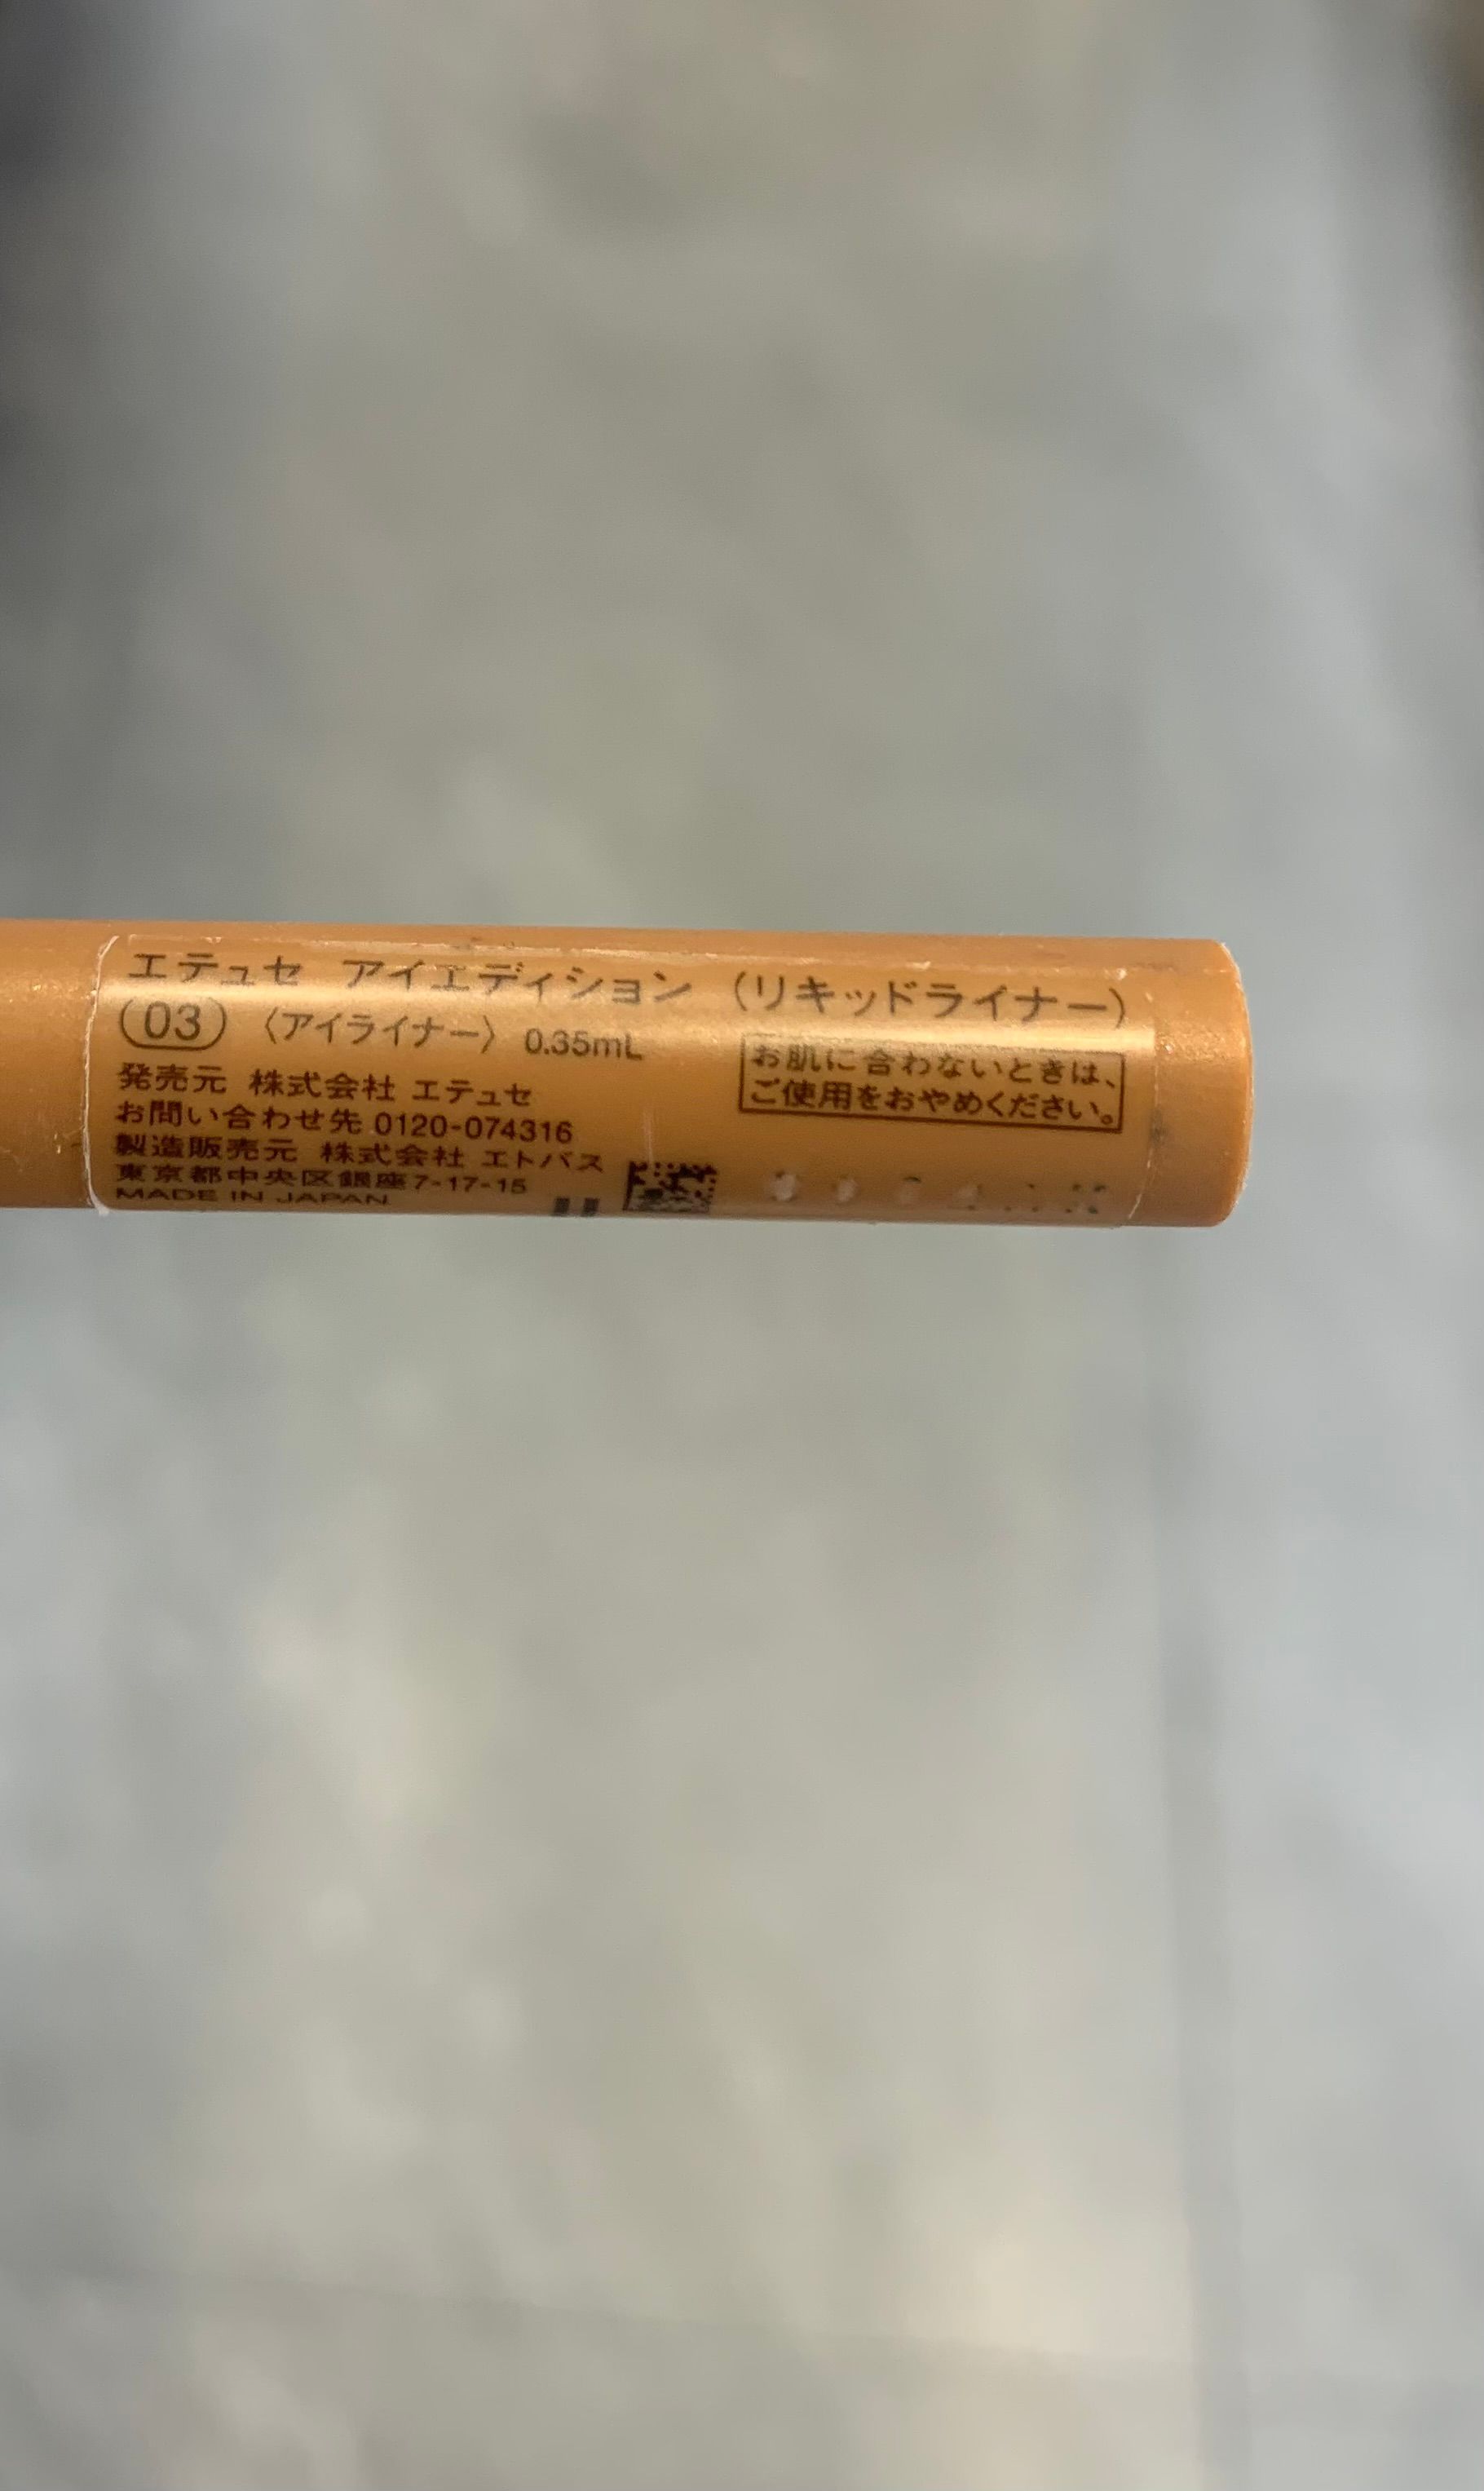 エテュセ アイエディション (リキッドライナー)
03 〈アイライナー〉 0.35mL
お肌に合わないときは、
ご使用をおやめください。
発売元 株式会社 エテュセ
お問い合わせ先 0120-074316
製造販売元 株式会社 エトバス
東京都中央区銀座7-17-15
MADE IN JAPAN